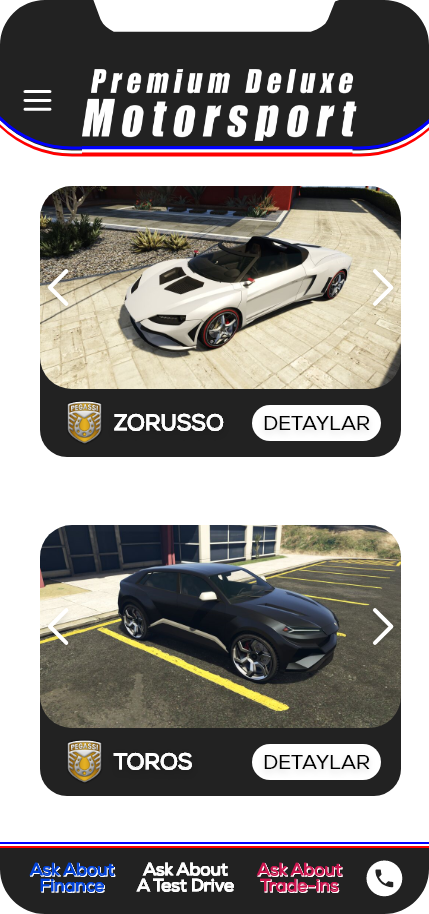 Premium Deluxe
Motorsport
PEGASSI
ZORUSSO
DETAYLAR
PEGASSI
TOROS
DETAYLAR
Ask About
Finance
Ask About
A Test Drive
Ask About
Trade-Ins